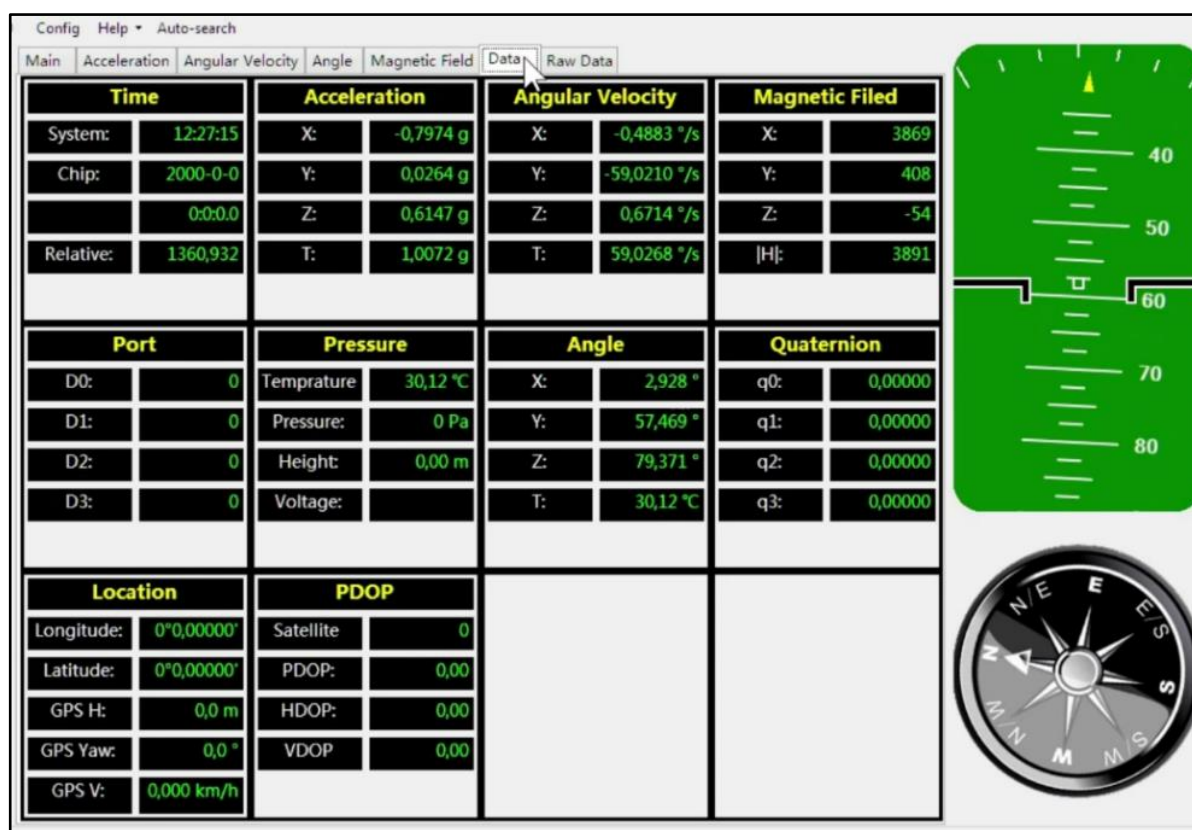 Config Help Auto-search
Main Acceleration Angular Velocity Angle Magnetic Field Data Raw Data
Time Acceleration Angular Velocity Magnetic Filed
System: 12:27:15 X: -0,7974 g X: -0,4883 °/s X: 3869
Chip: 2000-0-0 Y: 0,0264 g Y: -59,0210 °/s Y: 408
0:0:0.0 Z: 0,6147 g Z: 0,6714 °/s Z: -54
Relative: 1360,932 T: 1,0072 g T: 59,0268 °/s |H|: 3891
Port Pressure Angle Quaternion
D0: 0 Temprature 30,12 °C X: 2,928 ° q0: 0,00000
D1: 0 Pressure: 0 Pa Y: 57,469 ° q1: 0,00000
D2: 0 Height: 0,00 m Z: 79,371 ° q2: 0,00000
D3: 0 Voltage: T: 30,12 °C q3: 0,00000
Location PDOP
Longitude: 0°0,00000' Satellite 0
Latitude: 0°0,00000' PDOP: 0,00
GPS H: 0,0 m HDOP: 0,00
GPS Yaw: 0,0 ° VDOP 0,00
GPS V: 0,000 km/h
40
50
60
70
80
N/E E E/S
N S
W/N W W/S